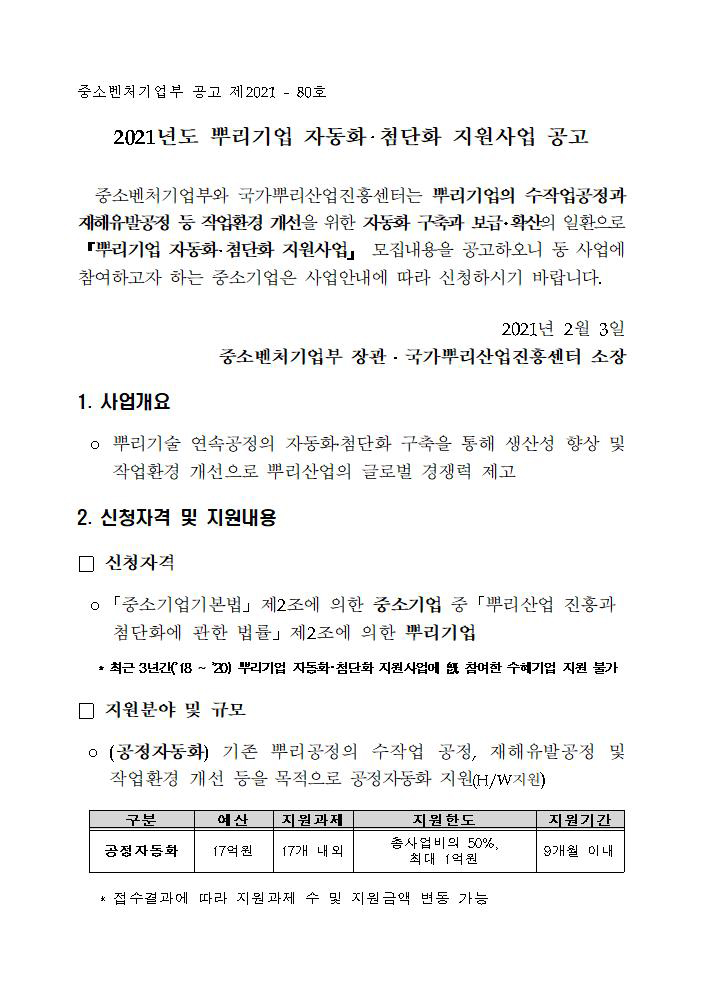 중소벤처기업부 공고 제2021 - 80호
2021년도 뿌리기업 자동화·첨단화 지원사업 공고
중소벤처기업부와 국가뿌리산업진흥센터는 뿌리기업의 수작업공정과
재해유발공정 등 작업환경 개선을 위한 자동화 구축과 보급·확산의 일환으로
『뿌리기업 자동화·첨단화 지원사업』 모집내용을 공고하오니 동 사업에
참여하고자 하는 중소기업은 사업안내에 따라 신청하시기 바랍니다.
2021년 2월 3일
중소벤처기업부 장관 · 국가뿌리산업진흥센터 소장
1. 사업개요
○ 뿌리기술 연속공정의 자동화·첨단화 구축을 통해 생산성 향상 및
작업환경 개선으로 뿌리산업의 글로벌 경쟁력 제고
2. 신청자격 및 지원내용
□ 신청자격
○ 「중소기업기본법」 제2조에 의한 중소기업 중 「뿌리산업 진흥과
첨단화에 관한 법률」 제2조에 의한 뿌리기업
* 최근 3년간('18 ~ '20) 뿌리기업 자동화·첨단화 지원사업에 旣 참여한 수혜기업 지원 불가
□ 지원분야 및 규모
○ (공정자동화) 기존 뿌리공정의 수작업 공정, 재해유발공정 및
작업환경 개선 등을 목적으로 공정자동화 지원(H/W지원)
구분 예산 지원과제 지원한도 지원기간
공정자동화 17억원 17개 내외 총사업비의 50%, 9개월 이내
최대 1억원
* 접수결과에 따라 지원과제 수 및 지원금액 변동 가능